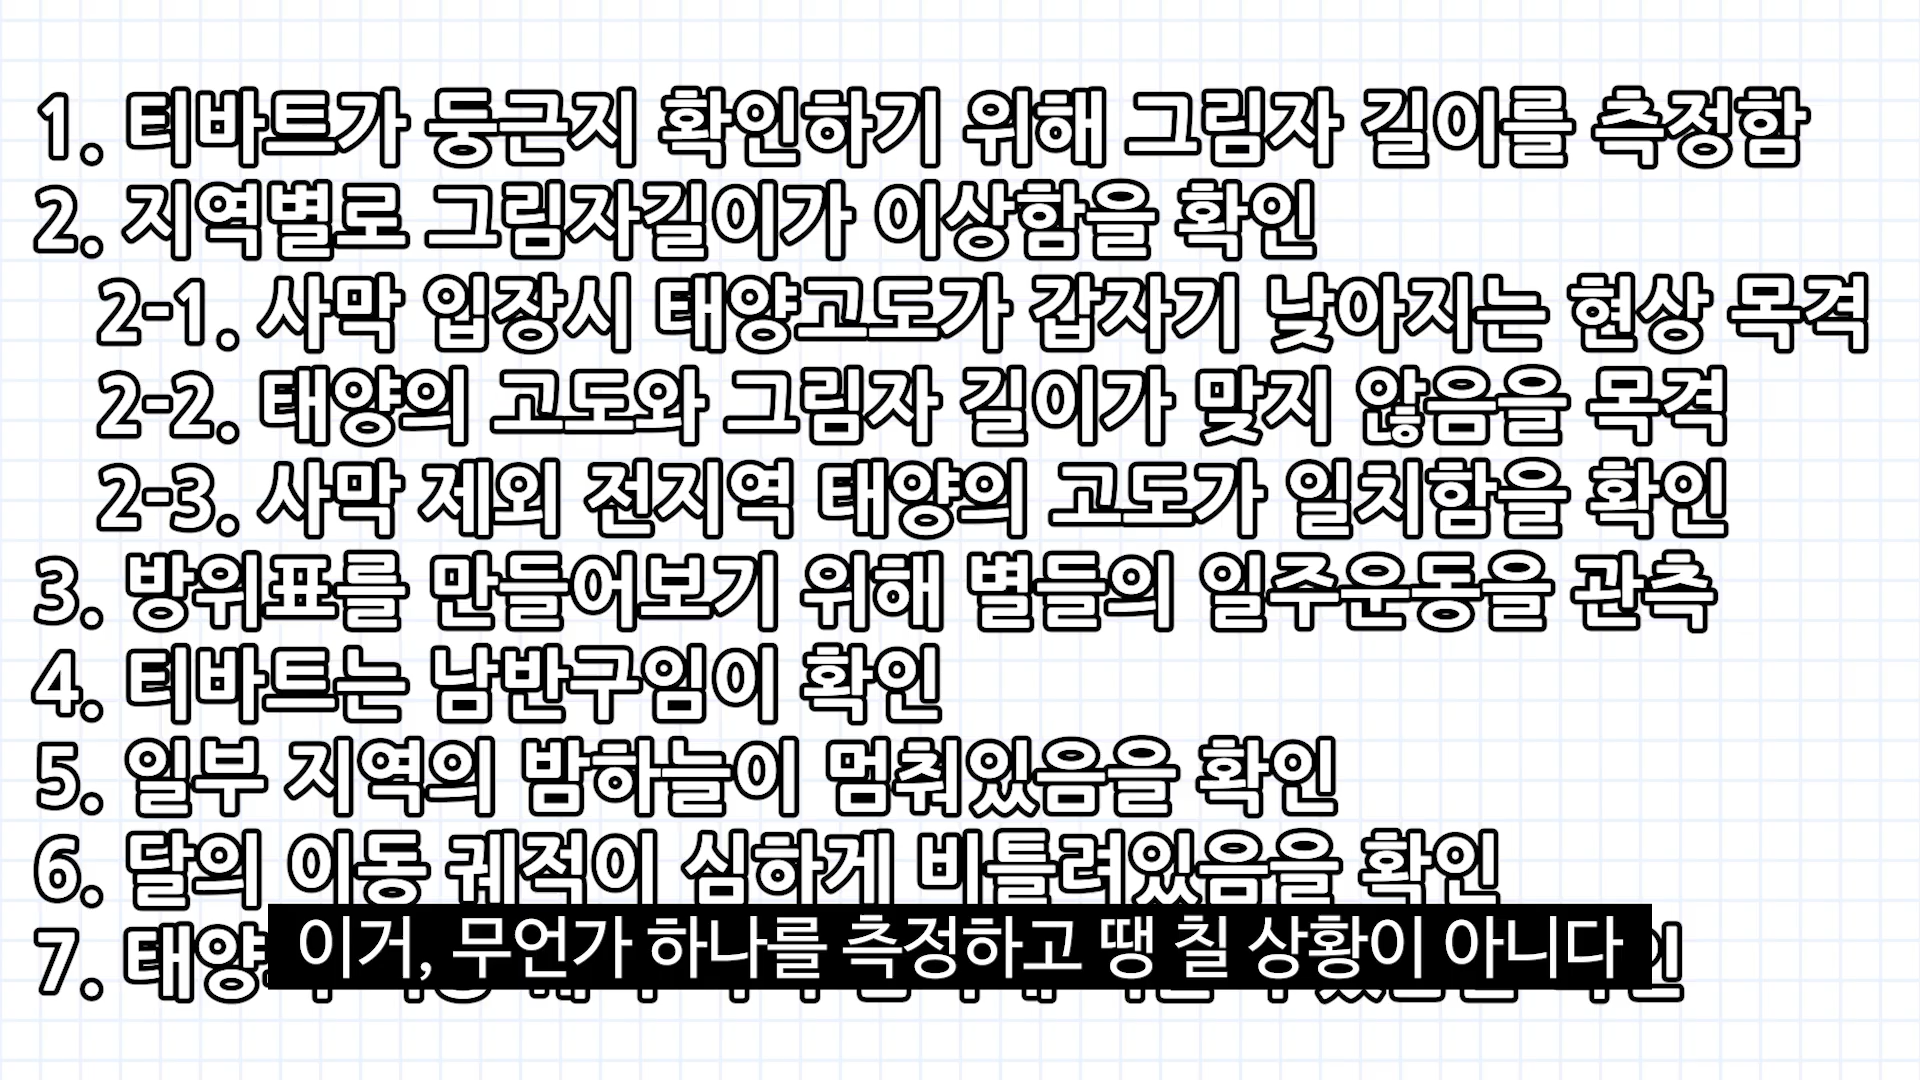 1. 티바트가 둥근지 확인하기 위해 그림자 길이를 측정함
2. 지역별로 그림자길이가 이상함을 확인
2-1. 사막 입장시 태양고도가 갑자기 낮아지는 현상 목격
2-2. 태양의 고도와 그림자 길이가 맞지 않음을 목격
2-3. 사막 제외 전지역 태양의 고도가 일치함을 확인
3. 방위표를 만들어보기 위해 별들의 일주운동을 관측
4. 티바트는 남반구임이 확인
5. 일부 지역의 밤하늘이 멈춰있음을 확인
6. 달의 이동 궤적이 심하게 비틀려있음을 확인
7. 태양
이거, 무언가 하나를 측정하고 땡 칠 상황이 아니다